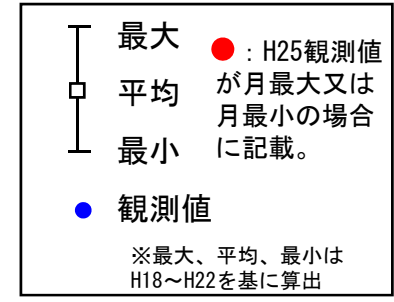 最大
平均
最小
●：H25観測値
が月最大又は
月最小の場合
に記載。
● 観測値
※最大、平均、最小は
H18～H22を基に算出